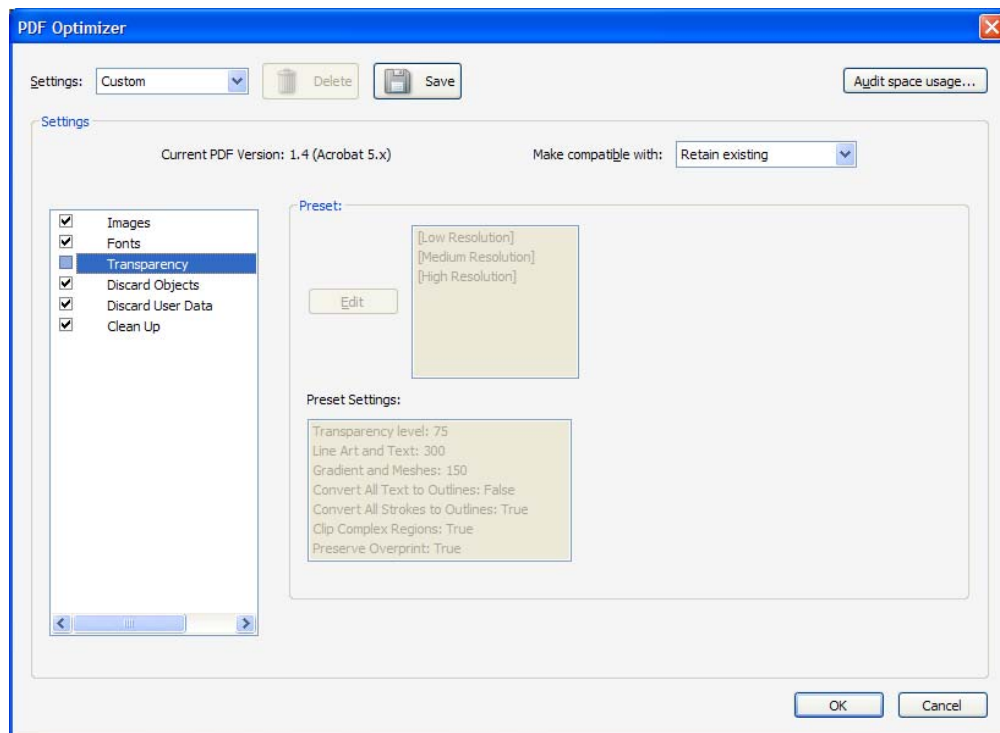 PDF Optimizer
Settings: Custom Delete Save Audit space usage...
Settings
Current PDF Version: 1.4 (Acrobat 5.x) Make compatible with: Retain existing
Images
Fonts
Transparency
Discard Objects
Discard User Data
Clean Up
Preset:
[Low Resolution]
[Medium Resolution]
[High Resolution]
Edit
Preset Settings:
Transparency level: 75
Line Art and Text: 300
Gradient and Meshes: 150
Convert All Text to Outlines: False
Convert All Strokes to Outlines: True
Clip Complex Regions: True
Preserve Overprint: True
OK Cancel